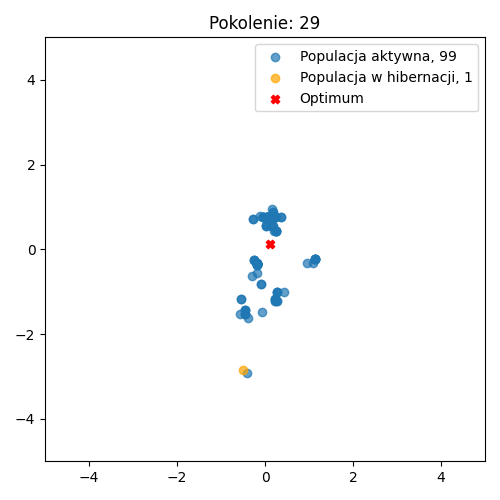 Pokolenie: 29
Populacja aktywna, 99
Populacja w hibernacji, 1
Optimum
4
2
0
−2
−4
−4
−2
0
2
4